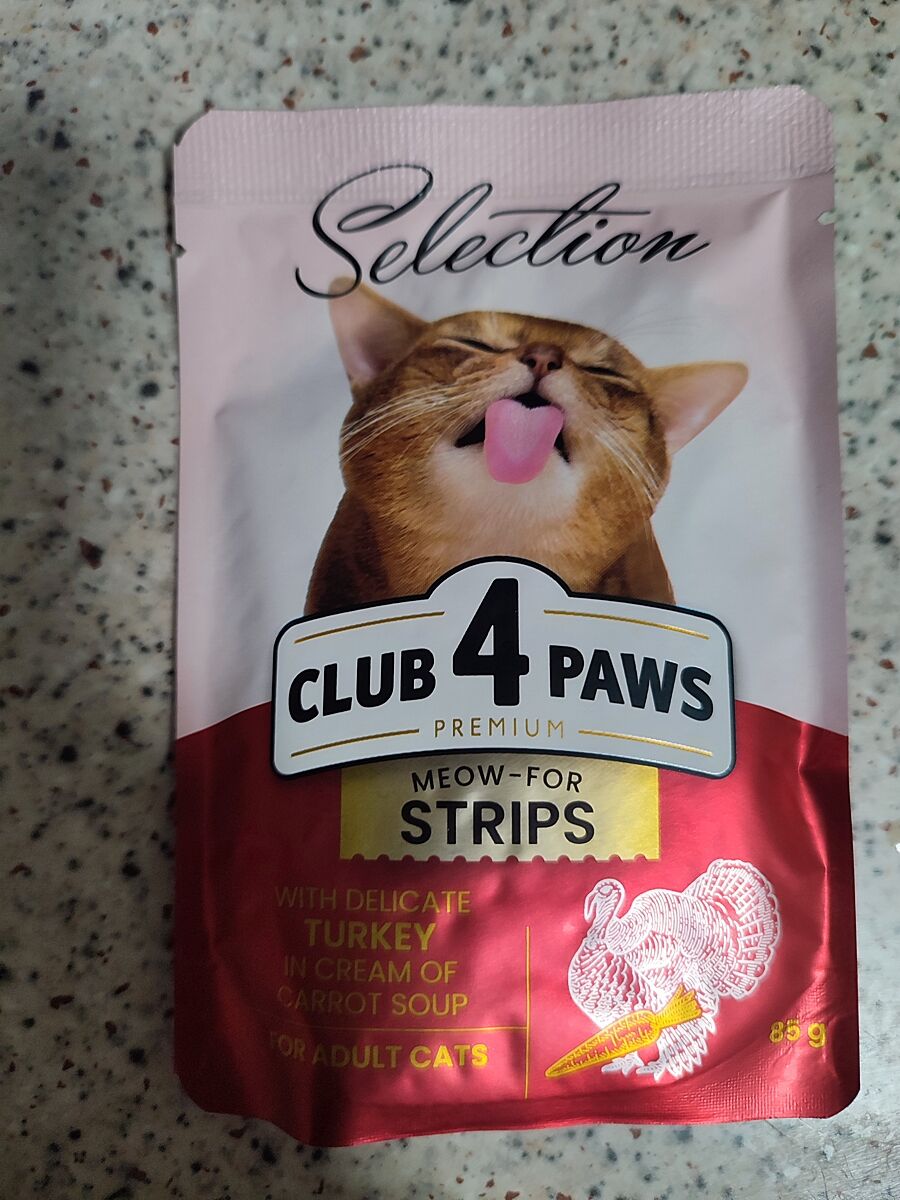 Selection
CLUB 4 PAWS
PREMIUM
MEOW-FOR
STRIPS
WITH DELICATE
TURKEY
IN CREAM OF
CARROT SOUP
FOR ADULT CATS
85 g